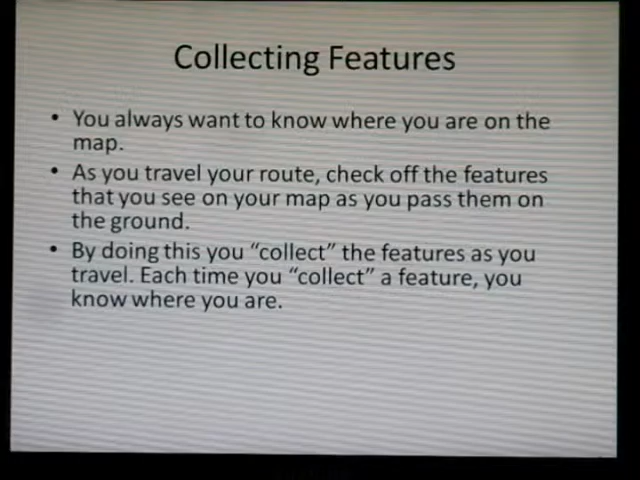 Collecting Features
• You always want to know where you are on the
map.
• As you travel your route, check off the features
that you see on your map as you pass them on
the ground.
• By doing this you “collect” the features as you
travel. Each time you “collect” a feature, you
know where you are.